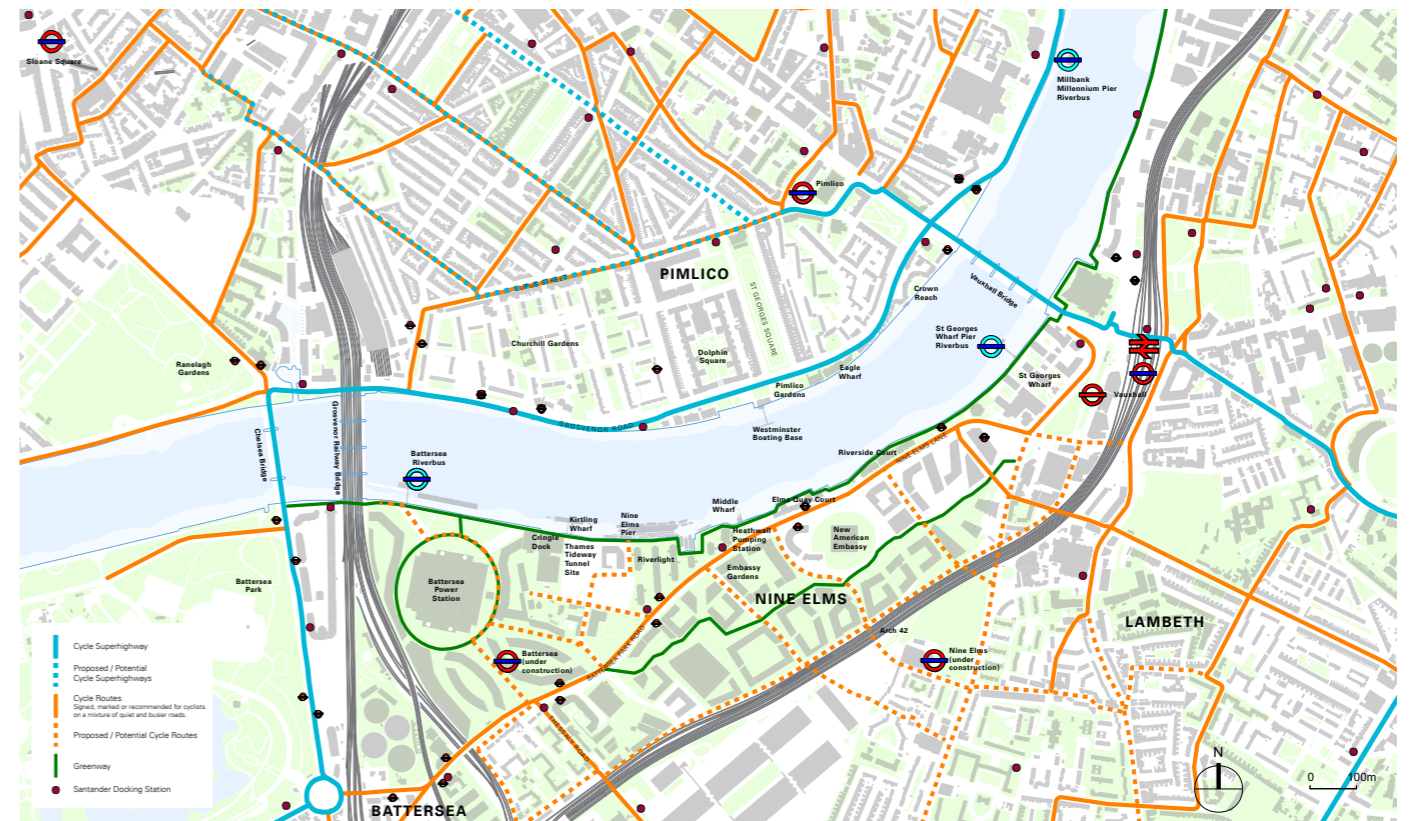 Sloane Square
Millbank
Millennium Pier
Riverbus
Pimlico
PIMLICO
LUPUS STREET
ST GEORGES SQUARE
Crown
Reach
Vauxhall Bridge
St Georges
Wharf Pier
Riverbus
Churchill Gardens
Dolphin
Square
Ranelagh
Gardens
Eagle
Wharf
Pimlico
Gardens
St Georges
Wharf
Vauxhall
Chelsea Bridge
Grosvenor Railway Bridge
GROSVENOR ROAD
Westminster
Boating Base
Battersea
Riverbus
Riverside Court
NINE ELMS LANE
Elms Quay Court
Middle
Wharf
Nine
Elms
Pier
Kirtling
Wharf
Cringle
Dock
Thames
Tideway
Tunnel
Site
Riverlight
Heathwall
Pumping
Station
New
American
Embassy
Embassy
Gardens
Battersea
Park
Battersea
Power
Station
NINE ELMS
LAMBETH
Arch 42
BATTERSEA PARK ROAD
Battersea
(under
construction)
Nine Elms
(under
construction)
THESSALY ROAD
BATTERSEA
Cycle Superhighway
Proposed / Potential
Cycle Superhighways
Cycle Routes
Signed, marked or recommended for cyclists
on a mixture of quiet and busier roads.
Proposed / Potential Cycle Routes
Greenway
Santander Docking Station
N
0 100m